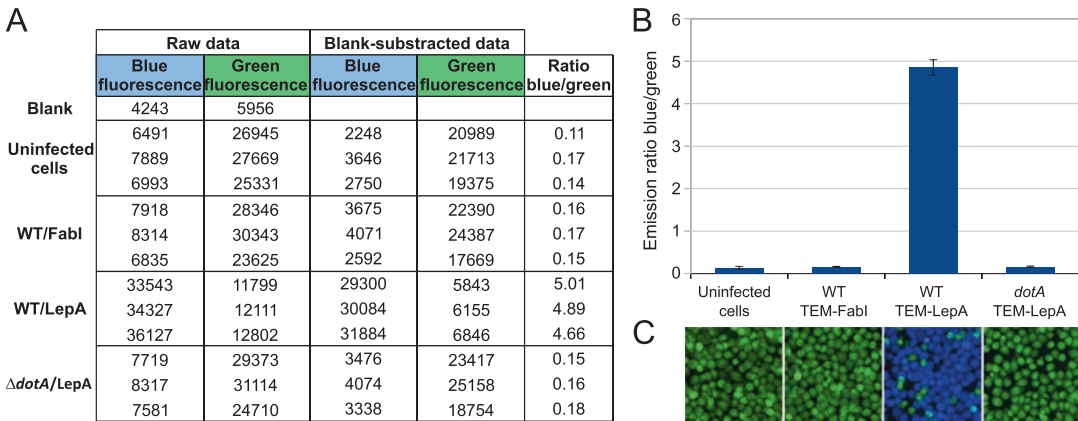 A
Raw data Blank-substracted data
Blue fluorescence Green fluorescence Blue fluorescence Green fluorescence Ratio blue/green
Blank 4243 5956
Uninfected cells
6491 26945 2248 20989 0.11
7889 27669 3646 21713 0.17
6993 25331 2750 19375 0.14
WT/FabI
7918 28346 3675 22390 0.16
8314 30343 4071 24387 0.17
6835 23625 2592 17669 0.15
WT/LepA
33543 11799 29300 5843 5.01
34327 12111 30084 6155 4.89
36127 12802 31884 6846 4.66
ΔdotA/LepA
7719 29373 3476 23417 0.15
8317 31114 4074 25158 0.16
7581 24710 3338 18754 0.18
B
Emission ratio blue/green
6
5
4
3
2
1
0
Uninfected cells
WT TEM-FabI
WT TEM-LepA
dotA TEM-LepA
C